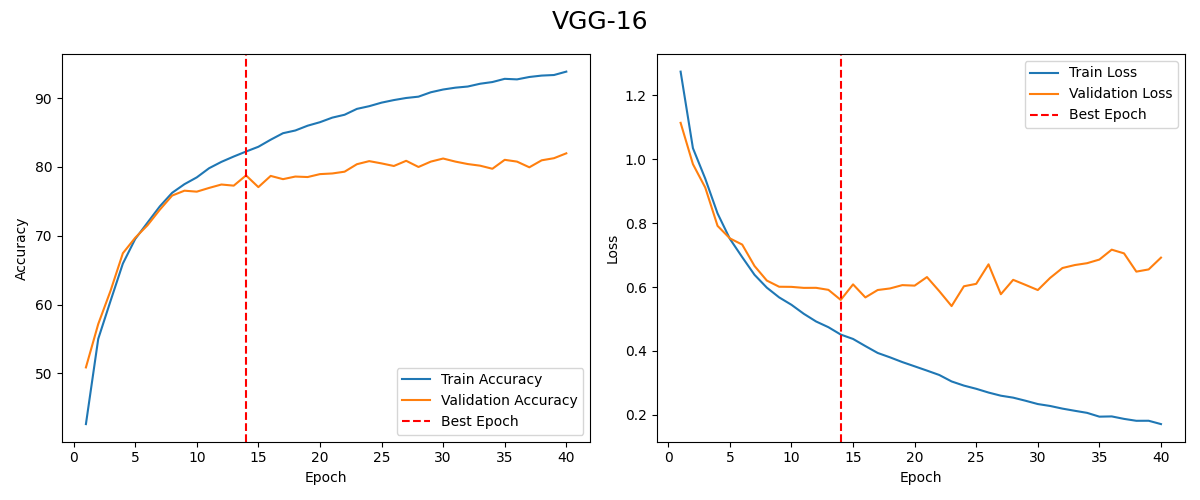 VGG-16
90
80
70
60
50
Accuracy
0
5
10
15
20
25
30
35
40
Epoch
Train Accuracy
Validation Accuracy
Best Epoch
1.2
1.0
0.8
0.6
0.4
0.2
Loss
0
5
10
15
20
25
30
35
40
Epoch
Train Loss
Validation Loss
Best Epoch